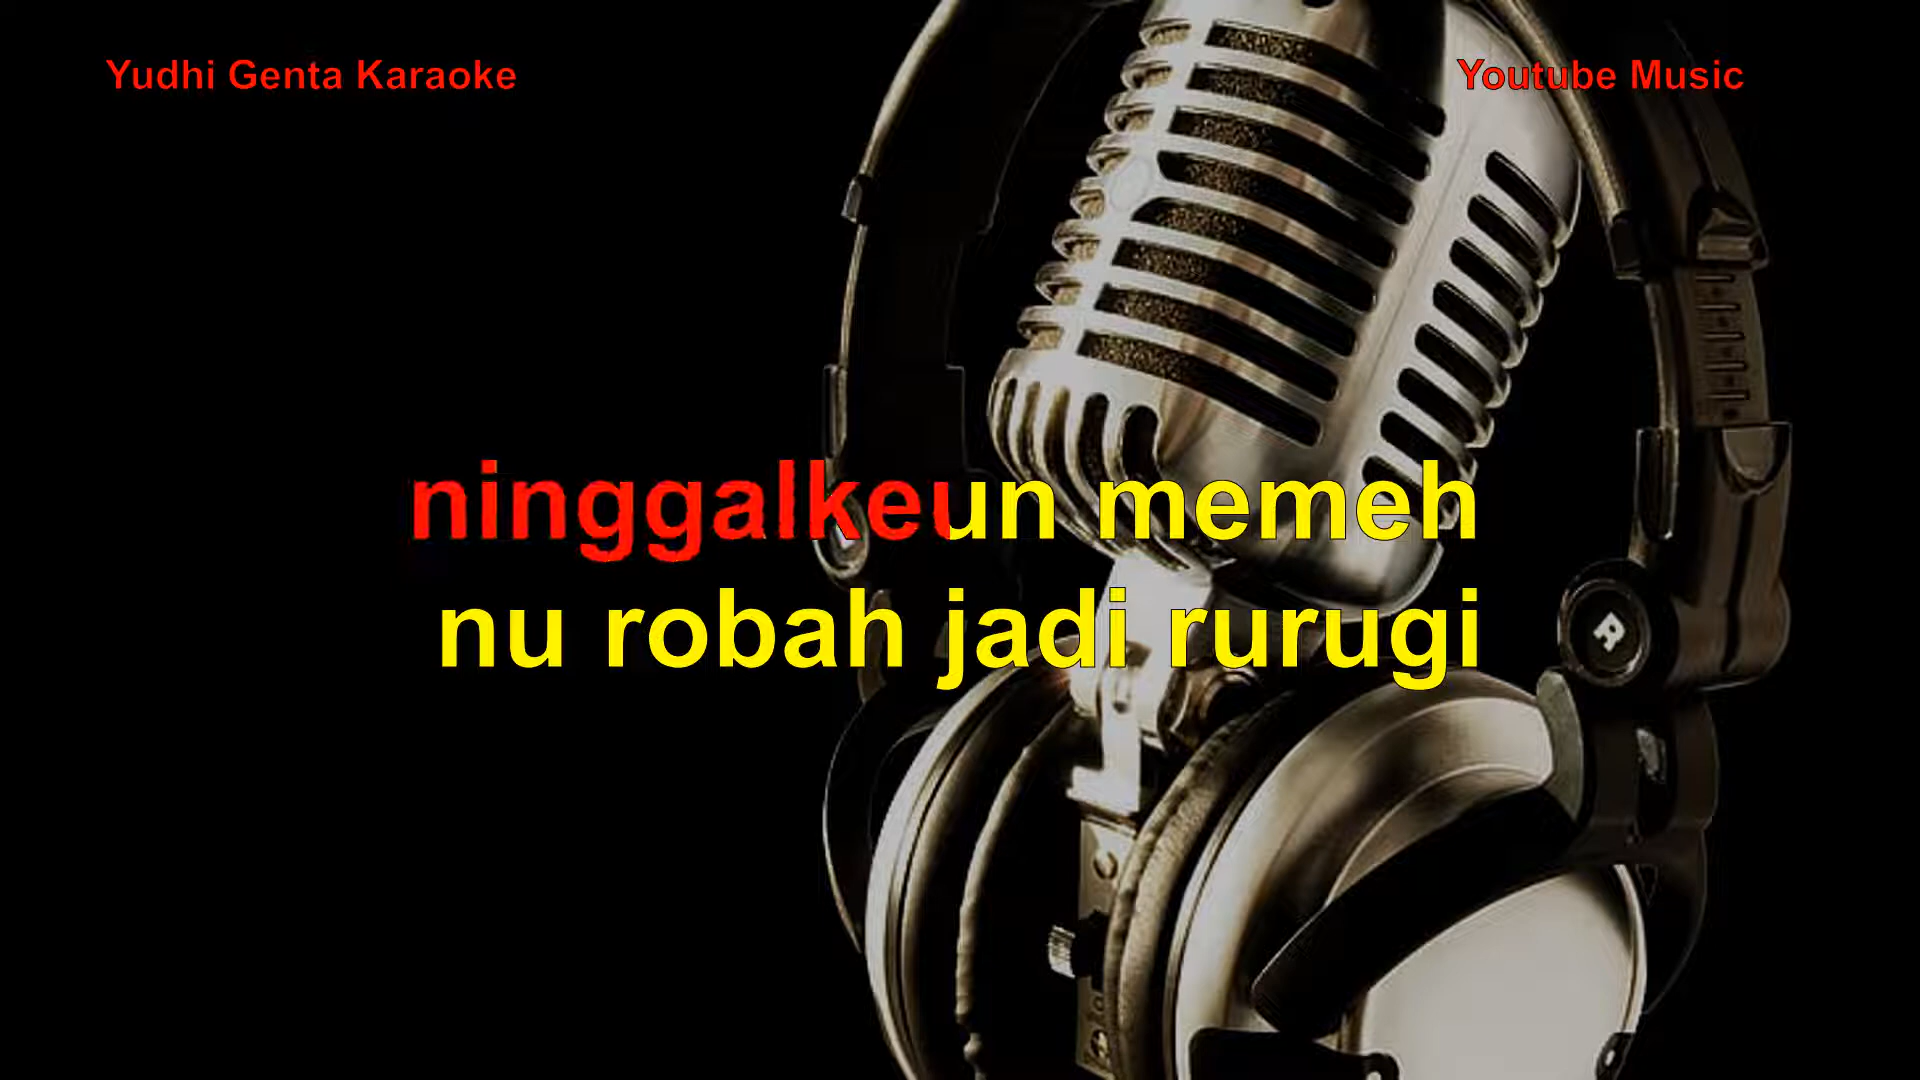 Yudhi Genta Karaoke
Youtube Music
ninggalkeun memeh
nu robah jadi rurugi
R